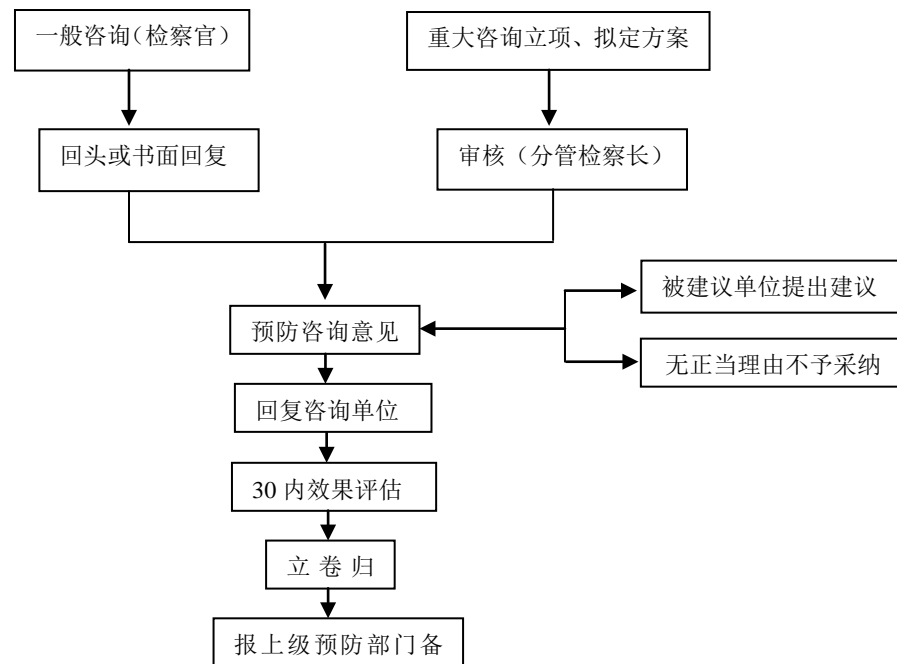 一般咨询（检察官）
重大咨询立项、拟定方案
回头或书面回复
审核（分管检察长）
被建议单位提出建议
预防咨询意见
无正当理由不予采纳
回复咨询单位
30 内效果评估
立 卷 归
报上级预防部门备